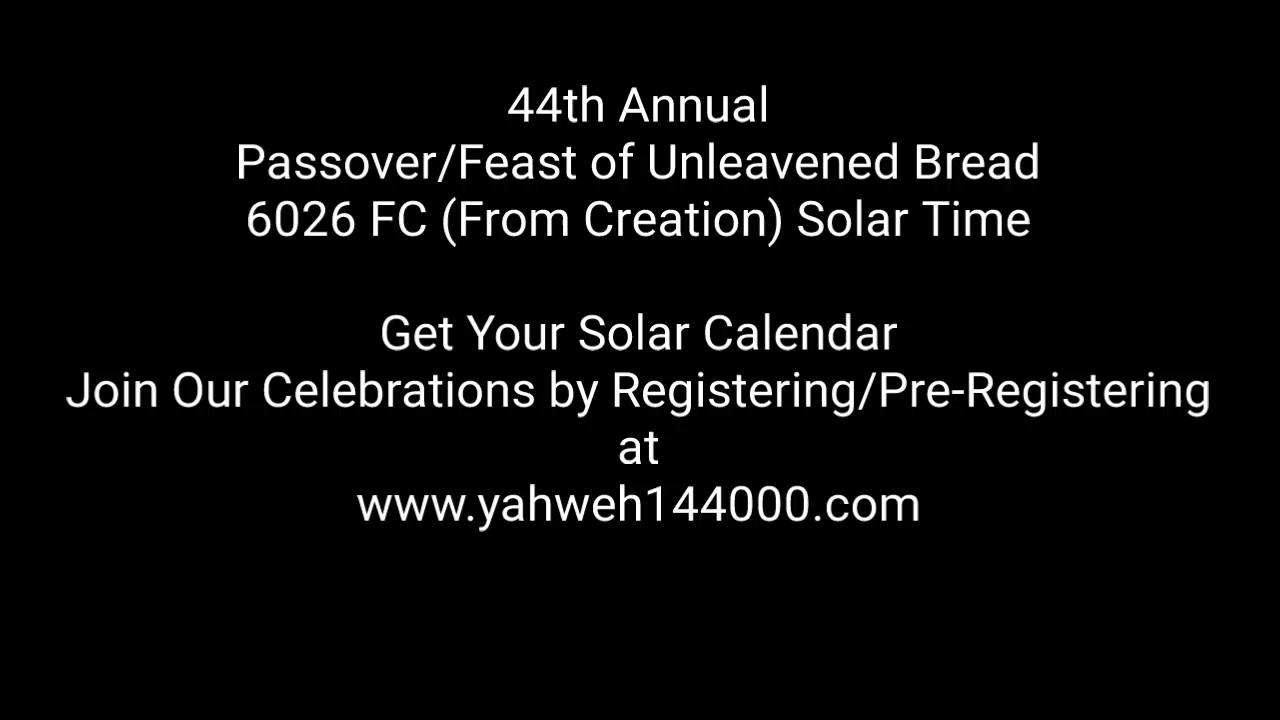 44th Annual
Passover/Feast of Unleavened Bread
6026 FC (From Creation) Solar Time
Get Your Solar Calendar
Join Our Celebrations by Registering/Pre-Registering
at
www.yahweh144000.com